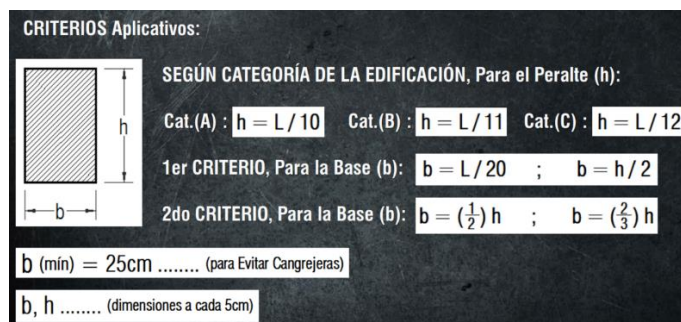 CRITERIOS Aplicativos:
SEGÚN CATEGORÍA DE LA EDIFICACIÓN, Para el Peralte (h):
h
Cat.(A) : h = L / 10 Cat.(B) : h = L / 11 Cat.(C) : h = L / 12
1er CRITERIO, Para la Base (b): b = L / 20 ; b = h / 2
b
2do CRITERIO, Para la Base (b): b = (1/2) h ; b = (2/3) h
b (mín) = 25cm ........ (para Evitar Cangrejeras)
b, h ........ (dimensiones a cada 5cm)